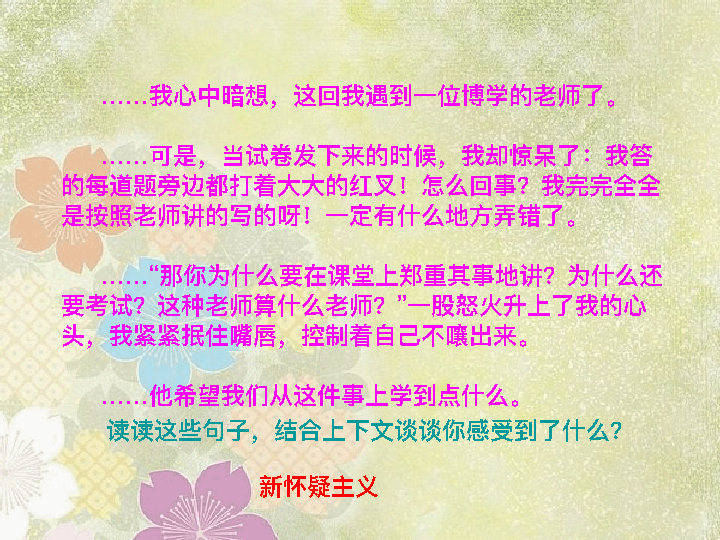 ……我心中暗想，这回我遇到一位博学的老师了。
……可是，当试卷发下来的时候，我却惊呆了：我答
的每道题旁边都打着大大的红叉！怎么回事？我完完全全
是按照老师讲的写的呀！一定有什么地方弄错了。
……“那你为什么要在课堂上郑重其事地讲？为什么还
要考试？这种老师算什么老师？”一股怒火升上了我的心
头，我紧紧抿住嘴唇，控制着自己不嚷出来。
……他希望我们从这件事上学到点什么。
读读这些句子，结合上下文谈谈你感受到了什么？
新怀疑主义